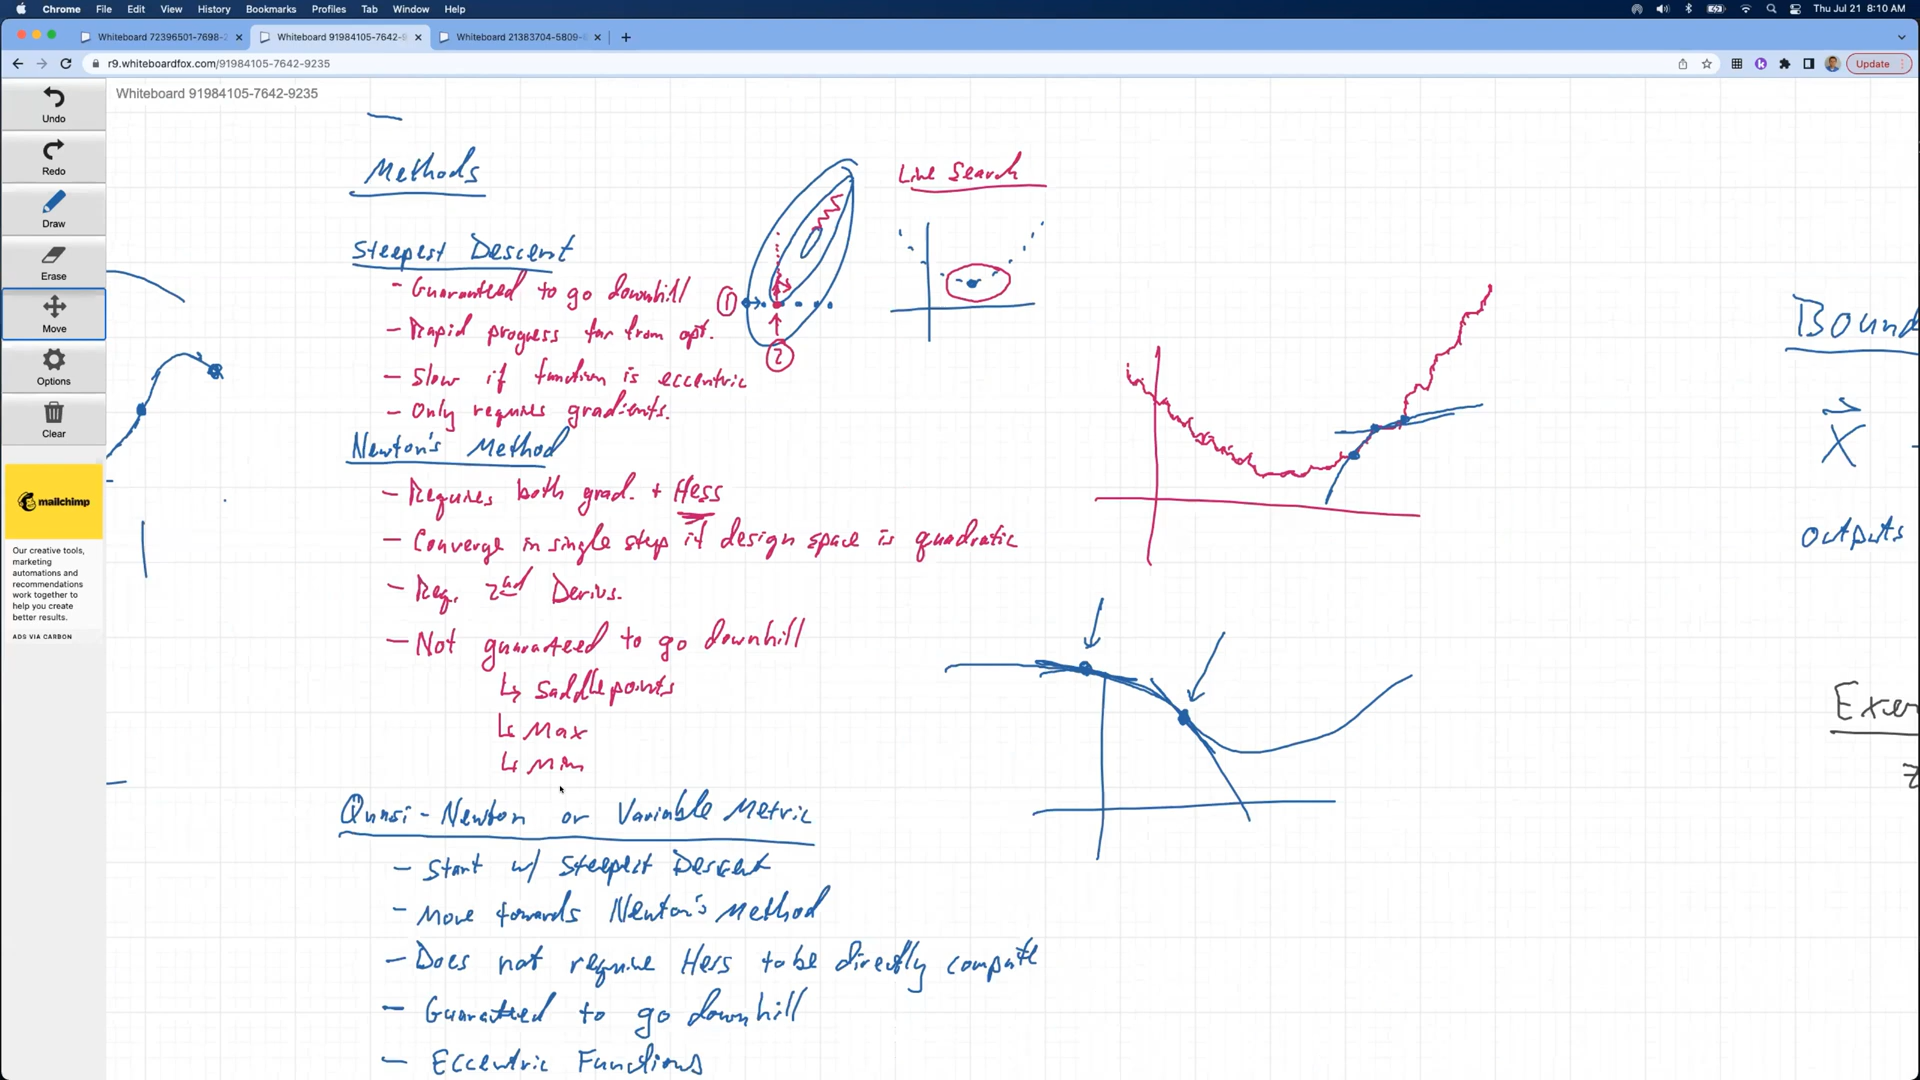 Chrome File Edit View History Bookmarks Profiles Tab Window Help
Thu Jul 21 8:10 AM
Whiteboard 72396501-7698-2
Whiteboard 91984105-7642-9
Whiteboard 21383704-5809-
r9.whiteboardfox.com/91984105-7642-9235
Update
Whiteboard 91984105-7642-9235
Undo
Redo
Draw
Erase
Move
Options
Clear
mailchimp
Our creative tools,
marketing
automations and
recommendations
work together to
help you create
better results.
ADS VIA CARBON
Methods
Steepest Descent
- Guaranteed to go downhill
- Rapid progress far from opt.
- Slow if function is eccentric
- Only requires gradients.
Newton's Method
- Requires both grad. + Hess
- Converge in single step if design space is quadratic
- Req. 2nd Derivs.
- Not guaranteed to go downhill
↳ Saddlepoints
↳ Max
↳ Min
Quasi-Newton or Variable Metric
- Start w/ Steepest Descent
- Move towards Newton's Method
- Does not require Hess to be directly compute
- Guaranteed to go downhill
- Eccentric Functions
1
2
Line Search
Bound
X
outputs
Exer